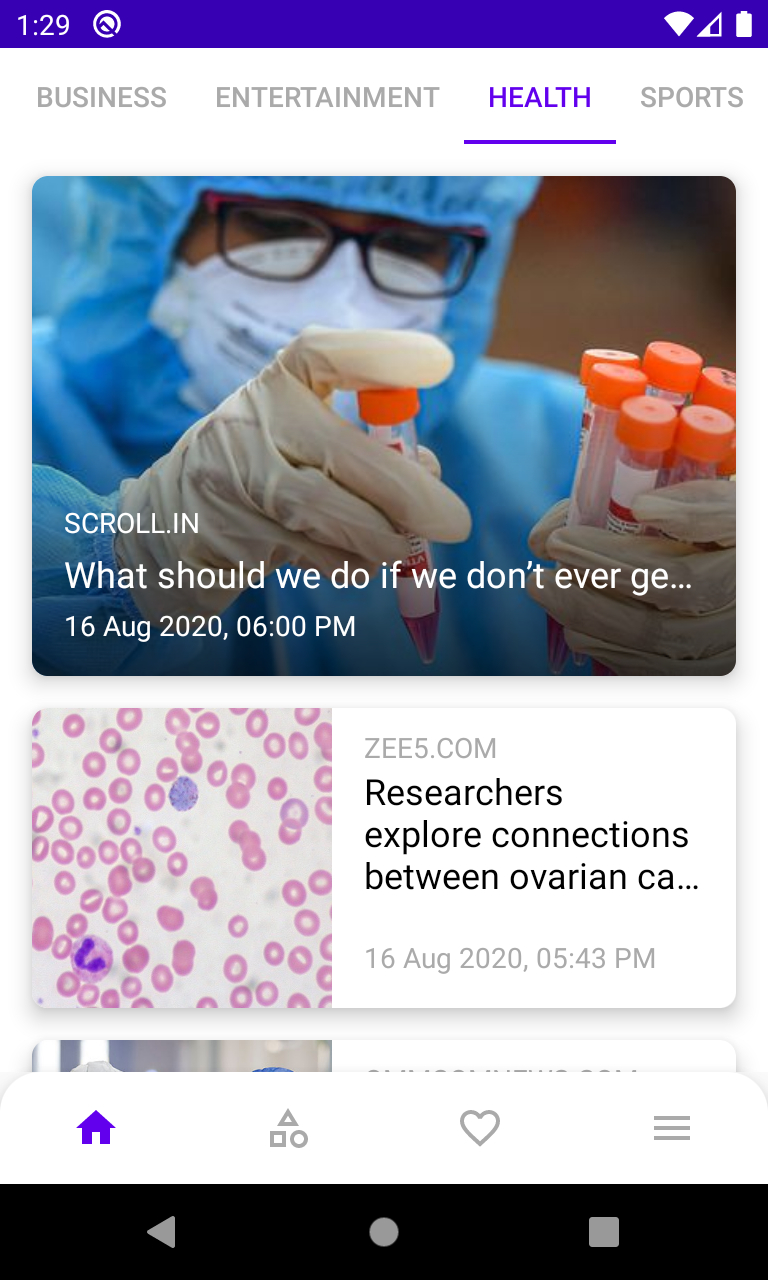 1:29
BUSINESS ENTERTAINMENT HEALTH SPORTS
SCROLL.IN
What should we do if we don’t ever ge…
16 Aug 2020, 06:00 PM
ZEE5.COM
Researchers
explore connections
between ovarian ca…
16 Aug 2020, 05:43 PM